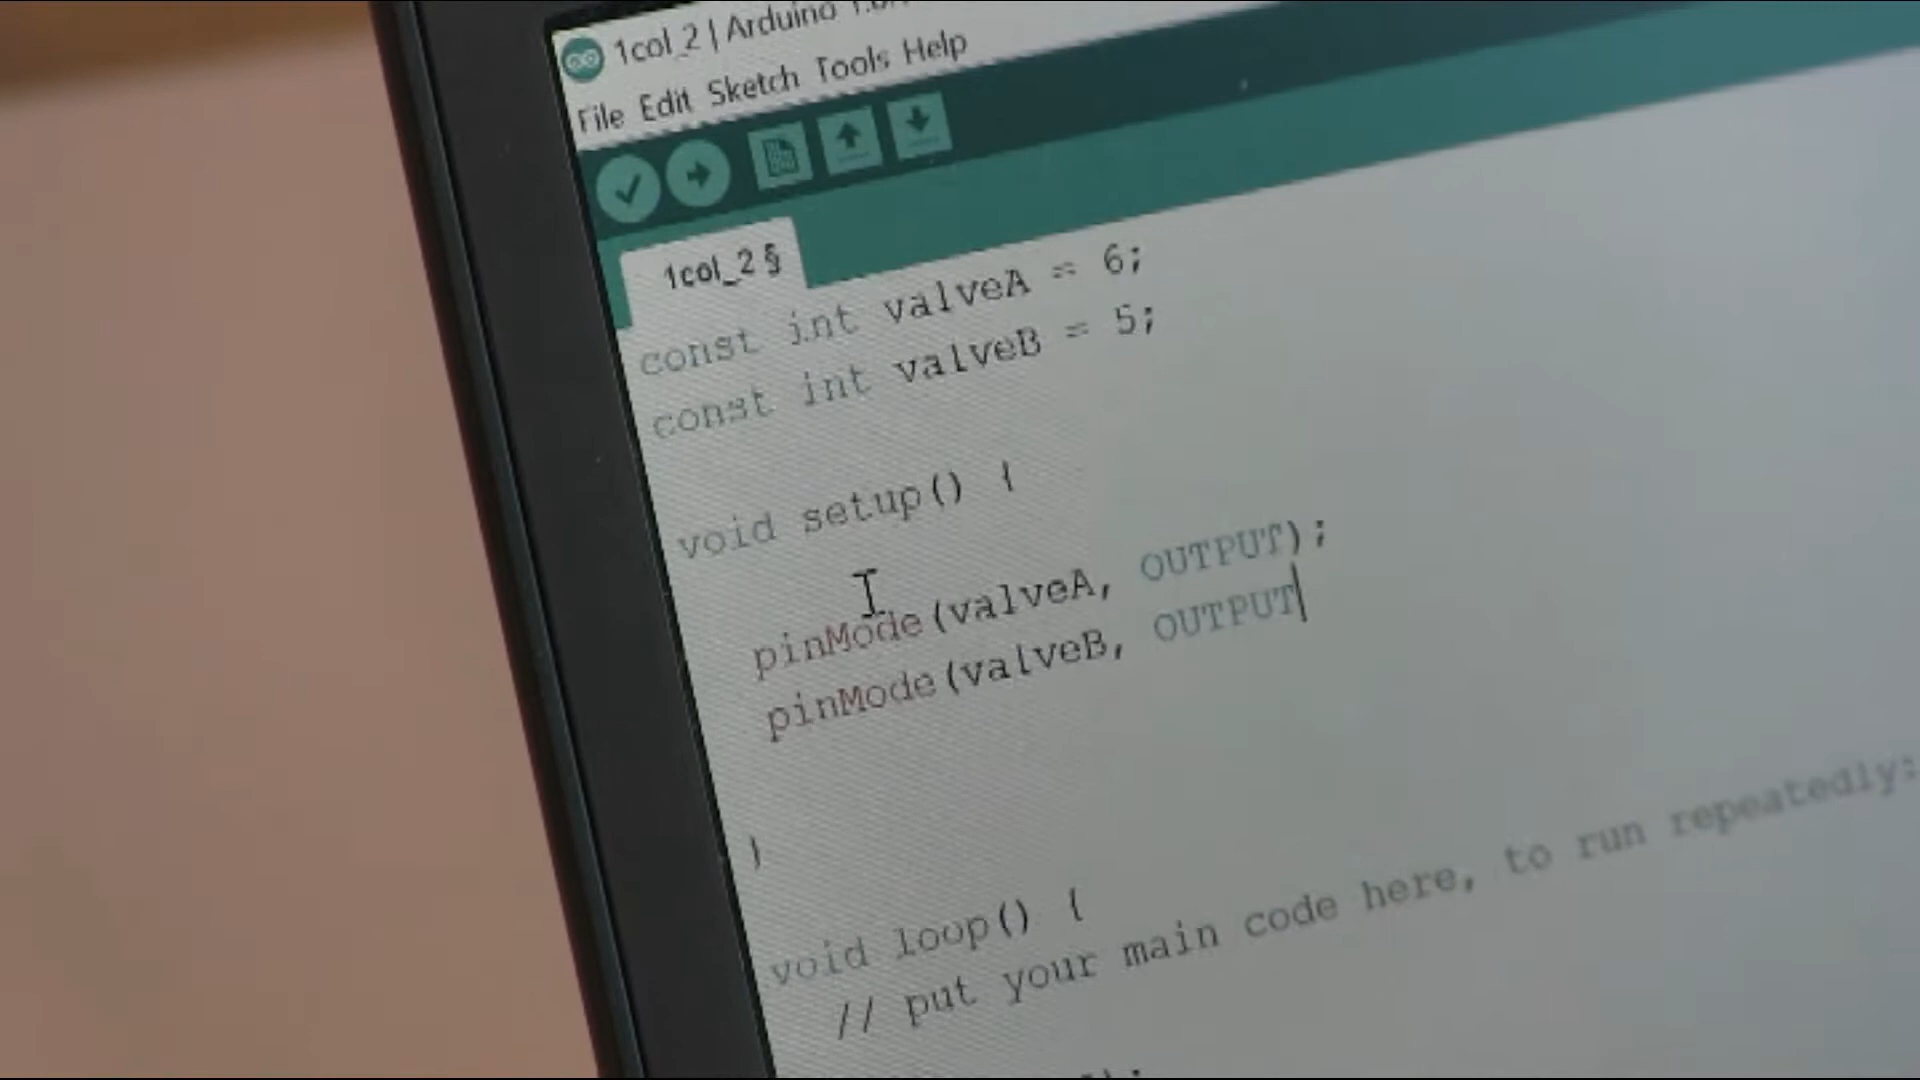 1col_2 | Arduino
File Edit Sketch Tools Help
1col_2 §
const int valveA = 6;
const int valveB = 5;
void setup() {
pinMode(valveA, OUTPUT);
pinMode(valveB, OUTPUT
}
void loop() {
// put your main code here, to run repeatedly: